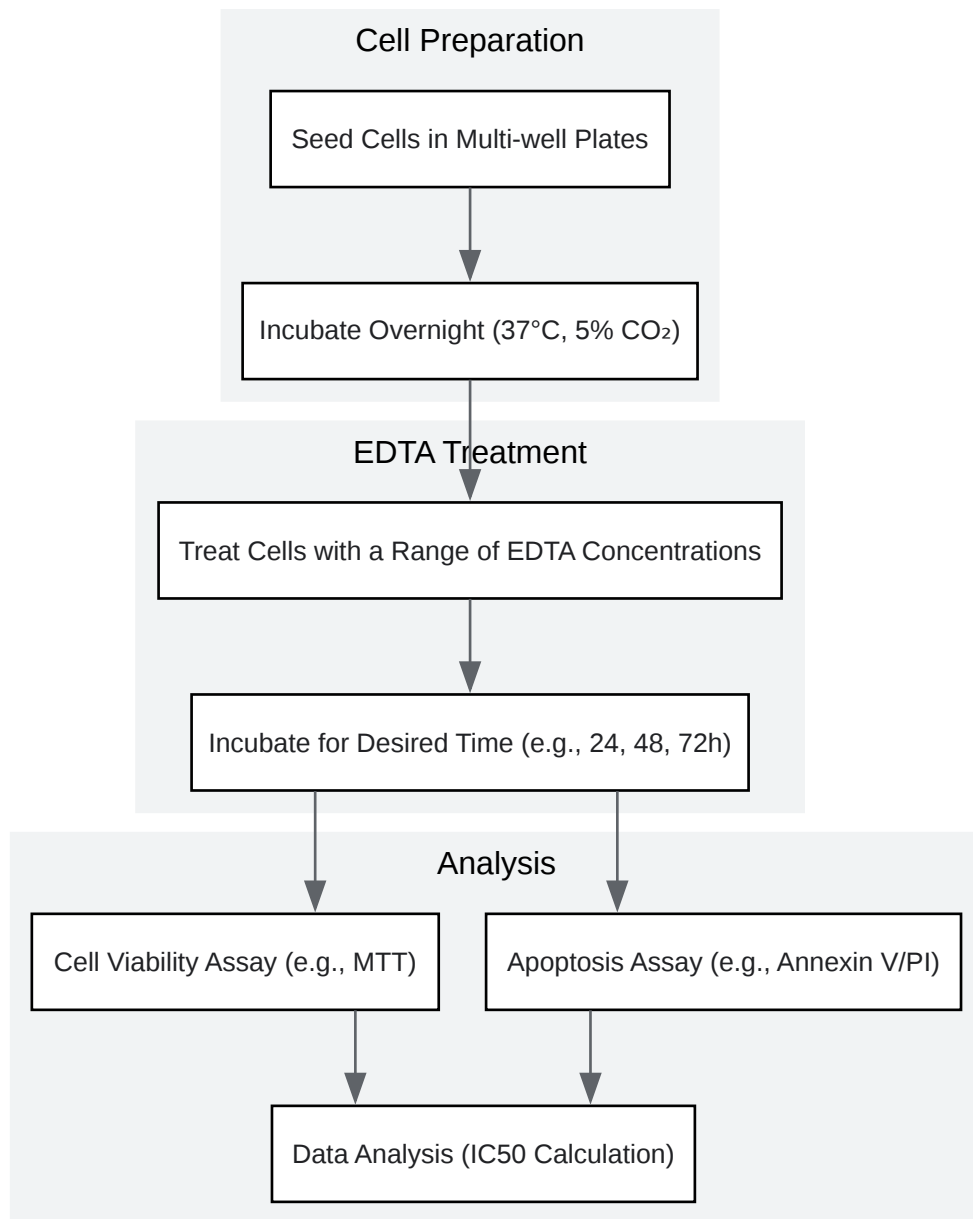 Cell Preparation
Seed Cells in Multi-well Plates
Incubate Overnight (37°C, 5% CO₂)
EDTA Treatment
Treat Cells with a Range of EDTA Concentrations
Incubate for Desired Time (e.g., 24, 48, 72h)
Analysis
Cell Viability Assay (e.g., MTT)
Apoptosis Assay (e.g., Annexin V/PI)
Data Analysis (IC50 Calculation)